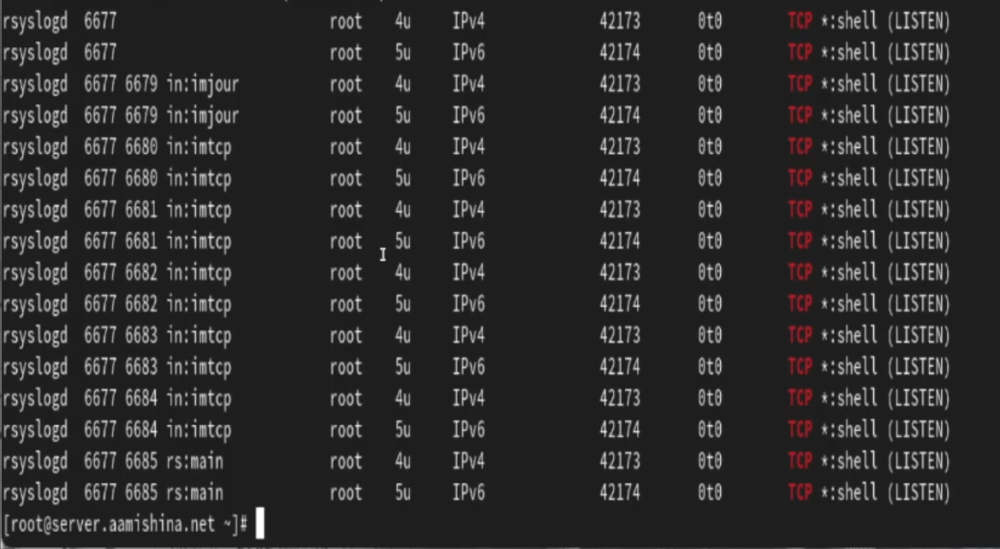 rsyslogd 6677 root 4u IPv4 42173 0t0 TCP *:shell (LISTEN)
rsyslogd 6677 root 5u IPv6 42174 0t0 TCP *:shell (LISTEN)
rsyslogd 6677 6679 in:imjour root 4u IPv4 42173 0t0 TCP *:shell (LISTEN)
rsyslogd 6677 6679 in:imjour root 5u IPv6 42174 0t0 TCP *:shell (LISTEN)
rsyslogd 6677 6680 in:imtcp root 4u IPv4 42173 0t0 TCP *:shell (LISTEN)
rsyslogd 6677 6680 in:imtcp root 5u IPv6 42174 0t0 TCP *:shell (LISTEN)
rsyslogd 6677 6681 in:imtcp root 4u IPv4 42173 0t0 TCP *:shell (LISTEN)
rsyslogd 6677 6681 in:imtcp root 5u IPv6 42174 0t0 TCP *:shell (LISTEN)
rsyslogd 6677 6682 in:imtcp root 4u IPv4 42173 0t0 TCP *:shell (LISTEN)
rsyslogd 6677 6682 in:imtcp root 5u IPv6 42174 0t0 TCP *:shell (LISTEN)
rsyslogd 6677 6683 in:imtcp root 4u IPv4 42173 0t0 TCP *:shell (LISTEN)
rsyslogd 6677 6683 in:imtcp root 5u IPv6 42174 0t0 TCP *:shell (LISTEN)
rsyslogd 6677 6684 in:imtcp root 4u IPv4 42173 0t0 TCP *:shell (LISTEN)
rsyslogd 6677 6684 in:imtcp root 5u IPv6 42174 0t0 TCP *:shell (LISTEN)
rsyslogd 6677 6685 rs:main root 4u IPv4 42173 0t0 TCP *:shell (LISTEN)
rsyslogd 6677 6685 rs:main root 5u IPv6 42174 0t0 TCP *:shell (LISTEN)
[root@server.aamishina.net ~]#